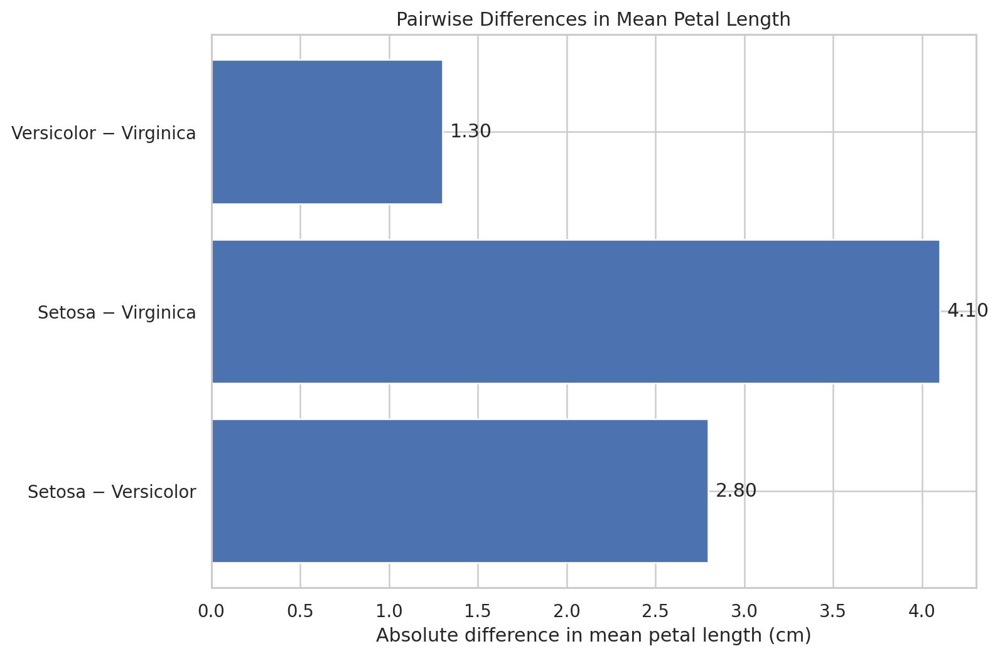 Pairwise Differences in Mean Petal Length
Versicolor − Virginica
1.30
Setosa − Virginica
4.10
Setosa − Versicolor
2.80
0.0 0.5 1.0 1.5 2.0 2.5 3.0 3.5 4.0
Absolute difference in mean petal length (cm)